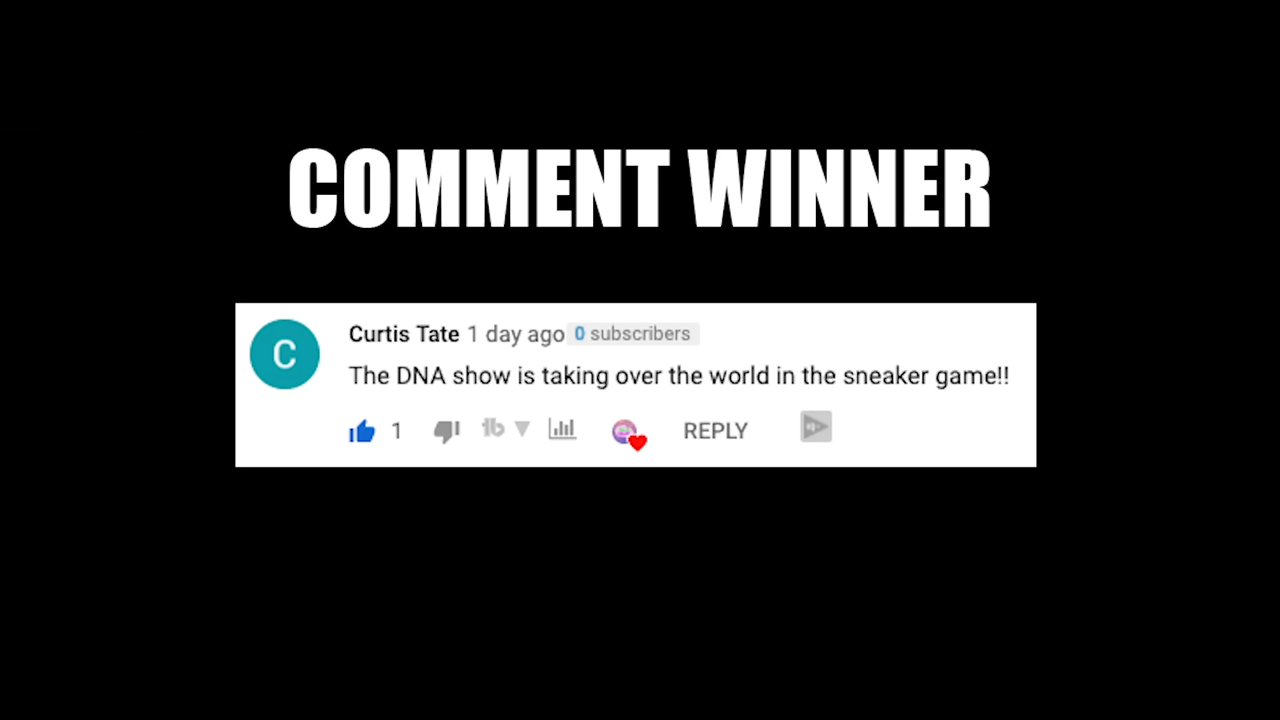 COMMENT WINNER
C
Curtis Tate 1 day ago 0 subscribers
The DNA show is taking over the world in the sneaker game!!
1 tb REPLY